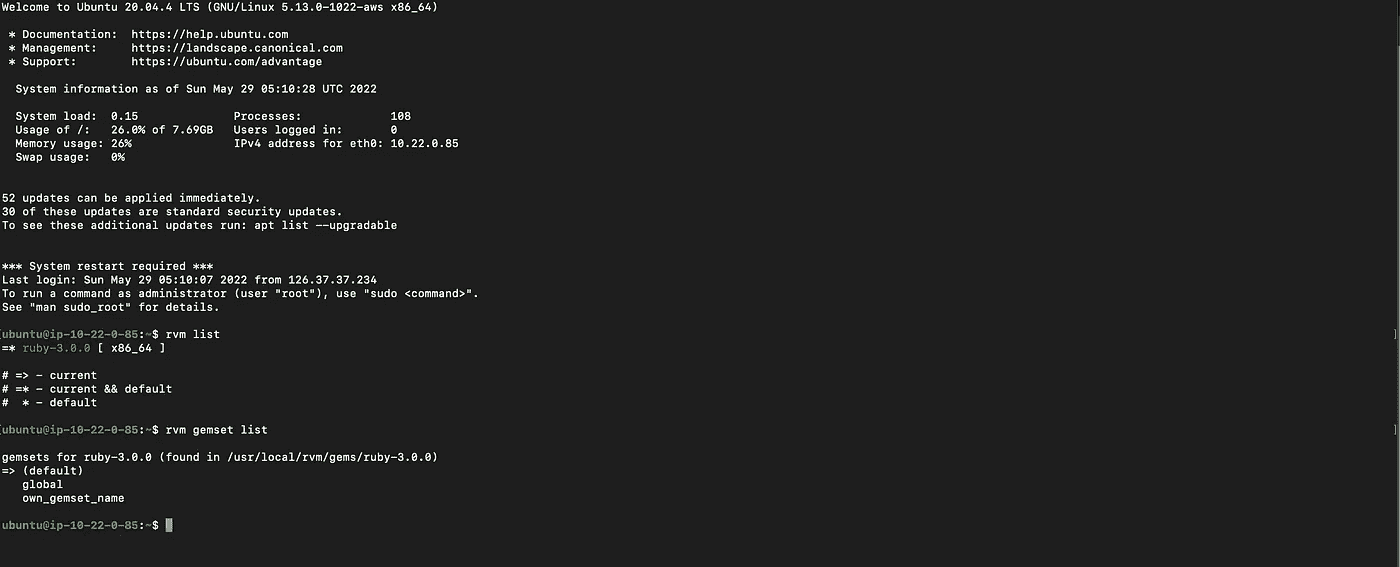 Welcome to Ubuntu 20.04.4 LTS (GNU/Linux 5.13.0-1022-aws x86_64)
* Documentation:  https://help.ubuntu.com
* Management:     https://landscape.canonical.com
* Support:        https://ubuntu.com/advantage
System information as of Sun May 29 05:10:28 UTC 2022
System load:  0.15              Processes:             108
Usage of /:   26.0% of 7.69GB   Users logged in:       0
Memory usage: 26%               IPv4 address for eth0: 10.22.0.85
Swap usage:   0%
52 updates can be applied immediately.
30 of these updates are standard security updates.
To see these additional updates run: apt list --upgradable
*** System restart required ***
Last login: Sun May 29 05:10:07 2022 from 126.37.37.234
To run a command as administrator (user "root"), use "sudo <command>".
See "man sudo_root" for details.
[ubuntu@ip-10-22-0-85:~$ rvm list ]
=* ruby-3.0.0 [ x86_64 ]
# => - current
# =* - current && default
#  * - default
[ubuntu@ip-10-22-0-85:~$ rvm gemset list ]
gemsets for ruby-3.0.0 (found in /usr/local/rvm/gems/ruby-3.0.0)
=> (default)
global
own_gemset_name
ubuntu@ip-10-22-0-85:~$